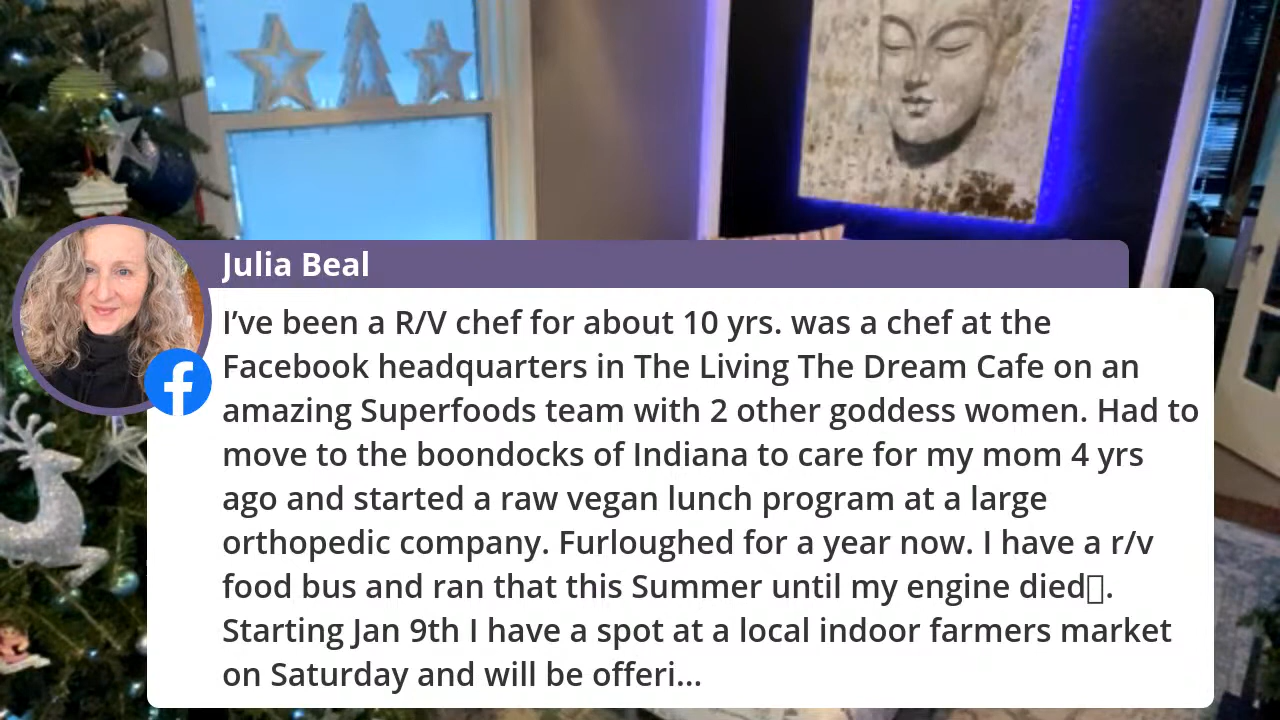 Julia Beal
I’ve been a R/V chef for about 10 yrs. was a chef at the
Facebook headquarters in The Living The Dream Cafe on an
amazing Superfoods team with 2 other goddess women. Had to
move to the boondocks of Indiana to care for my mom 4 yrs
ago and started a raw vegan lunch program at a large
orthopedic company. Furloughed for a year now. I have a r/v
food bus and ran that this Summer until my engine died▯.
Starting Jan 9th I have a spot at a local indoor farmers market
on Saturday and will be offeri...